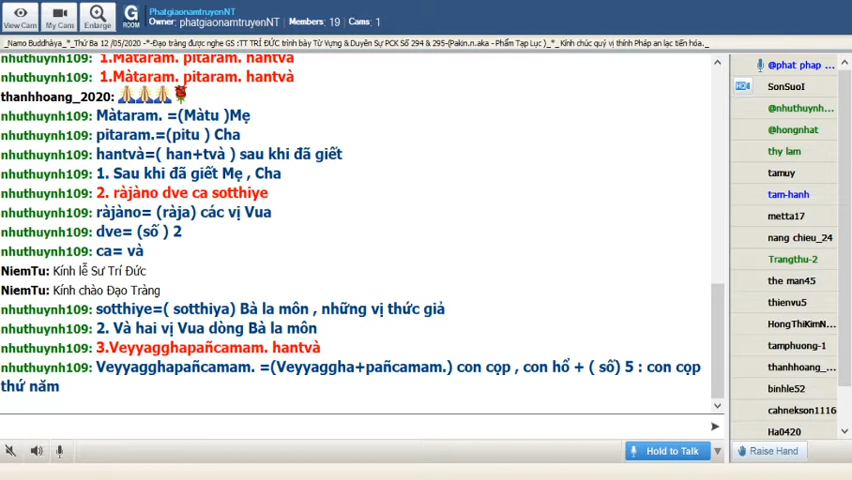 View Cam
My Cam
Enlarge
G
ROOM
PhatgiaonamtruyenNT
Owner: phatgiaonamtruyenNT | Members: 19 | Cams: 1
_Namo Buddhàya_*_Thứ Ba 12 /05/2020 -*-Đạo tràng được nghe GS :TT TRÍ ĐỨC trình bày Từ Vựng &Duyên Sự PCK Số 294 & 295-(Pakin.n.aka - Phẩm Tạp Lục )_*_ Kính chúc quý vị thính Pháp an lạc tiến hóa._
nhuthuynh109: 1.Màtaram. pitaram. hantvà
nhuthuynh109: 1.Màtaram. pitaram. hantvà
thanhhoang_2020: 🙏🙏🙏🌹
nhuthuynh109: Màtaram. =(Màtu )Mẹ
nhuthuynh109: pitaram.=(pitu ) Cha
nhuthuynh109: hantvà=( han+tvà ) sau khi đã giết
nhuthuynh109: 1. Sau khi đã giết Mẹ , Cha
nhuthuynh109: 2. ràjàno dve ca sotthiye
nhuthuynh109: ràjàno= (ràja) các vị Vua
nhuthuynh109: dve= (số ) 2
nhuthuynh109: ca= và
NiemTu: Kính lễ Sư Trí Đức
NiemTu: Kính chào Đạo Tràng
nhuthuynh109: sotthiye=( sotthiya) Bà la môn , những vị thức giả
nhuthuynh109: 2. Và hai vị Vua dòng Bà la môn
nhuthuynh109: 3.Veyyagghapañcamam. hantvà
nhuthuynh109: Veyyagghapañcamam. =(Veyyaggha+pañcamam.) con cọp , con hổ + ( số) 5 : con cọp
thứ năm
@phat phap ...
SonSuoI
@nhuthuynh...
@hongnhat
thy lam
tamuy
tam-hanh
metta17
nang chieu_24
Trangthu-2
the man45
thienvu5
HongThiKimN...
tamphuong-1
thanhhoang_...
binhle52
cahnekson1116
Ha0420
Hold to Talk
Raise Hand